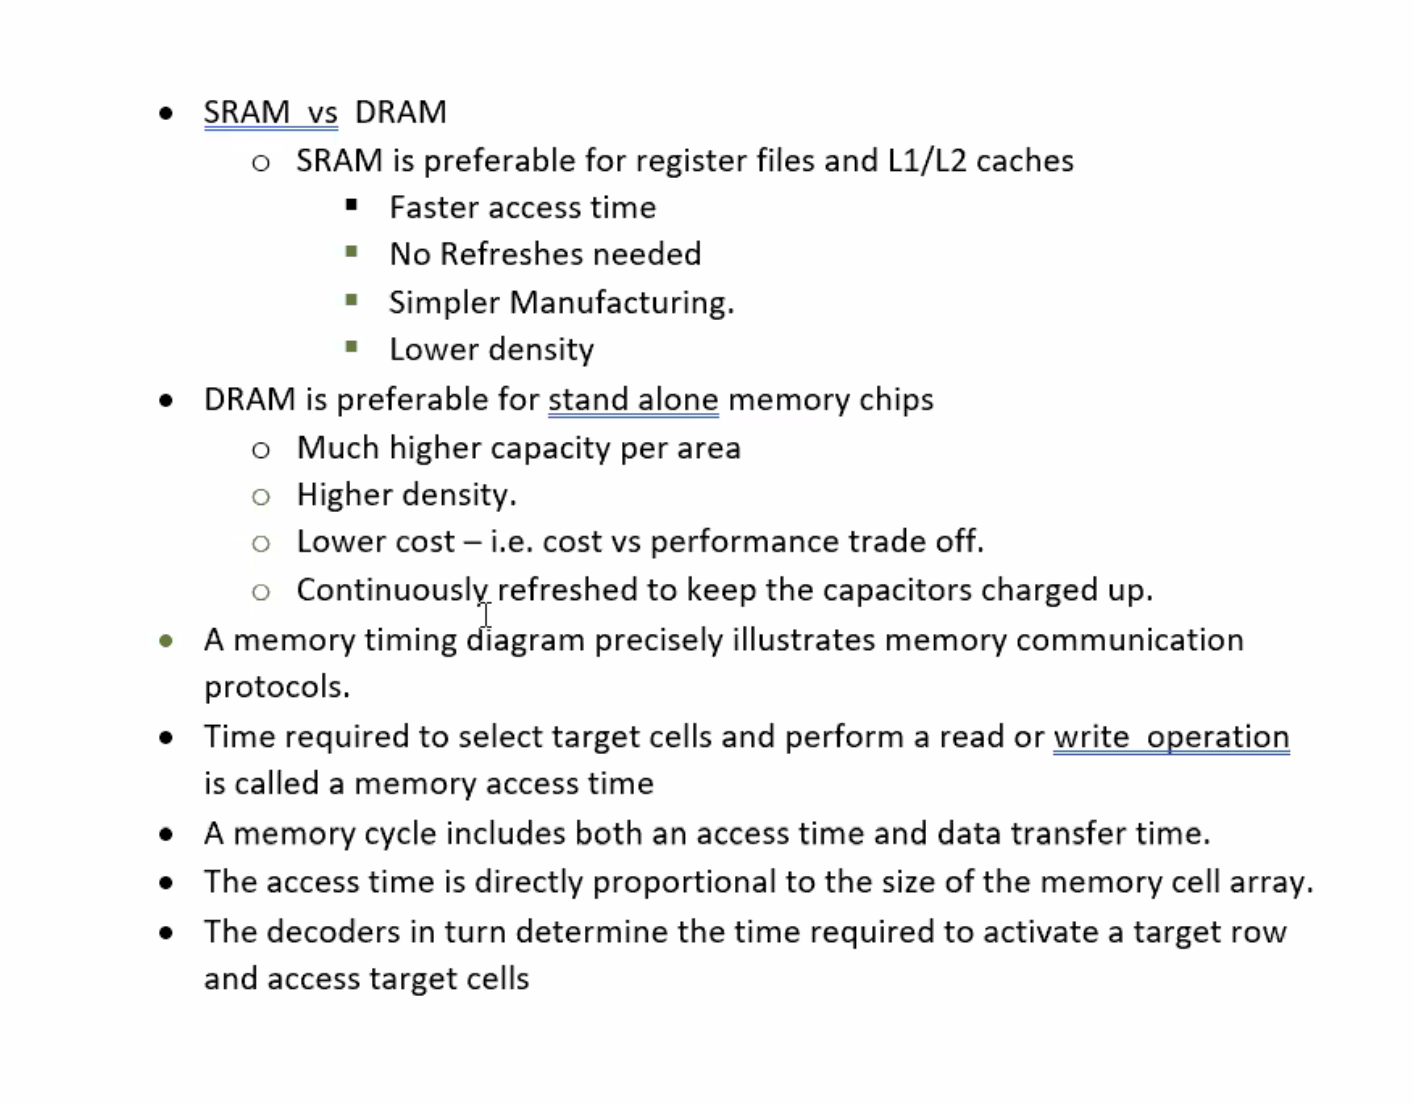 • SRAM  vs  DRAM
o SRAM is preferable for register files and L1/L2 caches
▪ Faster access time
▪ No Refreshes needed
▪ Simpler Manufacturing.
▪ Lower density
• DRAM is preferable for stand alone memory chips
o Much higher capacity per area
o Higher density.
o Lower cost – i.e. cost vs performance trade off.
o Continuously refreshed to keep the capacitors charged up.
• A memory timing diagram precisely illustrates memory communication
protocols.
• Time required to select target cells and perform a read or write  operation
is called a memory access time
• A memory cycle includes both an access time and data transfer time.
• The access time is directly proportional to the size of the memory cell array.
• The decoders in turn determine the time required to activate a target row
and access target cells